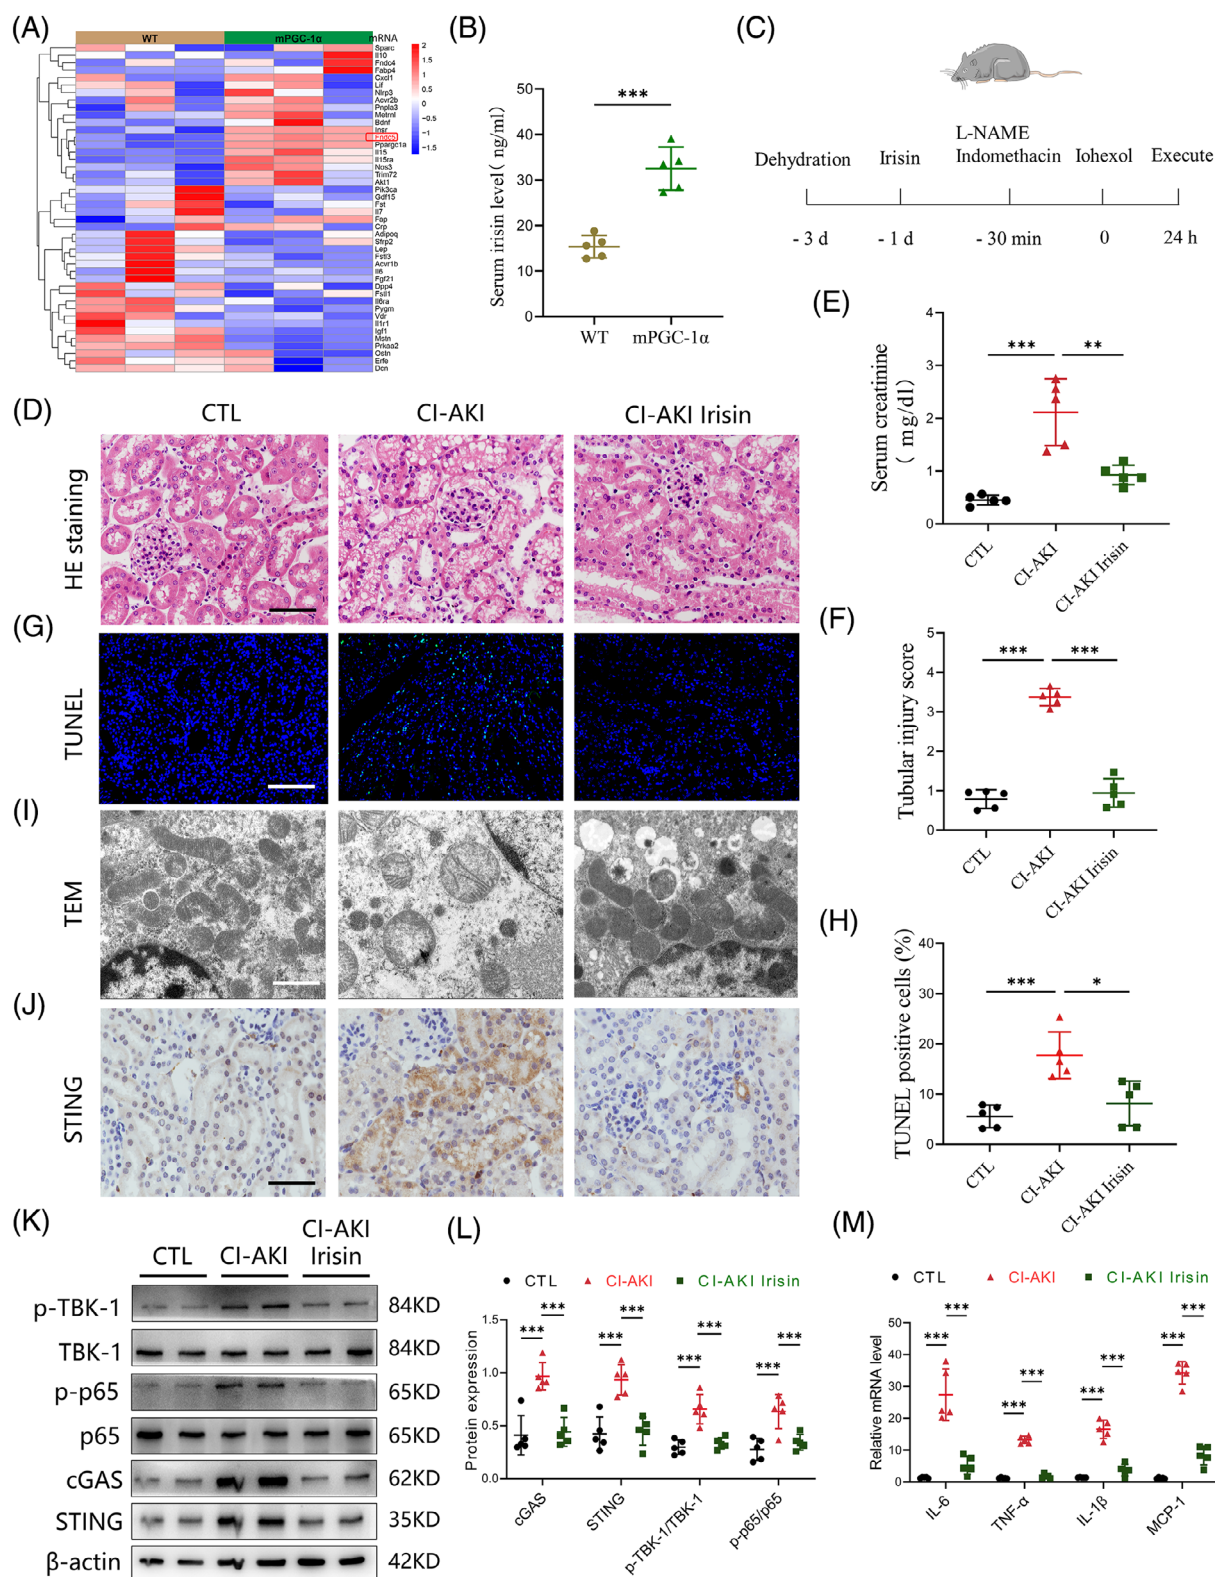 (A)
WT
mPGC-1α
mRNA
Sparc
Il10
Fndc4
Fabp4
Cxcl1
Lif
Nlrp3
Acvr2b
Pnpla3
Metrnl
Bdnf
Insr
Fndc5
Ppargc1a
Il15
Il15ra
Nos3
Trim72
Akt1
Pik3ca
Gdf15
Fst
Il7
Fap
Crp
Adipoq
Sfrp2
Lep
Fstl3
Acvr1b
Il6
Fgf21
Dpp4
Fstl1
Il6ra
Pygm
Vdr
Il1r1
Igf1
Mstn
Prkaa2
Ostn
Erfe
Dcn
2
1.5
1
0.5
0
-0.5
-1
-1.5
(B)
Serum irisin level ( ng/ml)
50
40
30
20
10
0
***
WT
mPGC-1α
(C)
Dehydration
Irisin
L-NAME
Indomethacin
Iohexol
Execute
- 3 d
- 1 d
- 30 min
0
24 h
(D)
CTL
CI-AKI
CI-AKI Irisin
HE staining
(E)
Serum creatinine
( mg/dl)
4
3
2
1
0
***
**
CTL
CI-AKI
CI-AKI Irisin
(G)
TUNEL
(F)
Tubular injury score
5
4
3
2
1
0
***
***
CTL
CI-AKI
CI-AKI Irisin
(I)
TEM
(H)
TUNEL positive cells (%)
40
30
20
10
0
***
*
CTL
CI-AKI
CI-AKI Irisin
(J)
STING
(K)
CTL
CI-AKI
CI-AKI
Irisin
p-TBK-1
84KD
TBK-1
84KD
p-p65
65KD
p65
65KD
cGAS
62KD
STING
35KD
β-actin
42KD
(L)
CTL
CI-AKI
CI-AKI Irisin
Protein expression
1.5
1.0
0.5
0.0
***
***
***
***
***
***
***
***
cGAS
STING
p-TBK-1/TBK-1
p-p65/p65
(M)
CTL
CI-AKI
CI-AKI Irisin
Relative mRNA level
50
40
30
20
10
0
***
***
***
***
***
***
***
***
IL-6
TNF-α
IL-1β
MCP-1